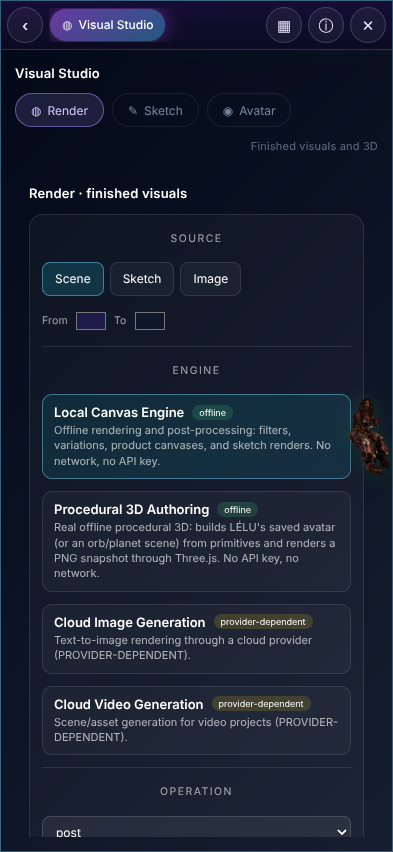 Visual Studio
Visual Studio
Render
Sketch
Avatar
Finished visuals and 3D
Render · finished visuals
SOURCE
Scene
Sketch
Image
From
To
ENGINE
Local Canvas Engine offline
Offline rendering and post-processing: filters,
variations, product canvases, and sketch renders. No
network, no API key.
Procedural 3D Authoring offline
Real offline procedural 3D: builds LÉLU's saved avatar
(or an orb/planet scene) from primitives and renders a
PNG snapshot through Three.js. No API key, no
network.
Cloud Image Generation provider-dependent
Text-to-image rendering through a cloud provider
(PROVIDER-DEPENDENT).
Cloud Video Generation provider-dependent
Scene/asset generation for video projects (PROVIDER-
DEPENDENT).
OPERATION
post